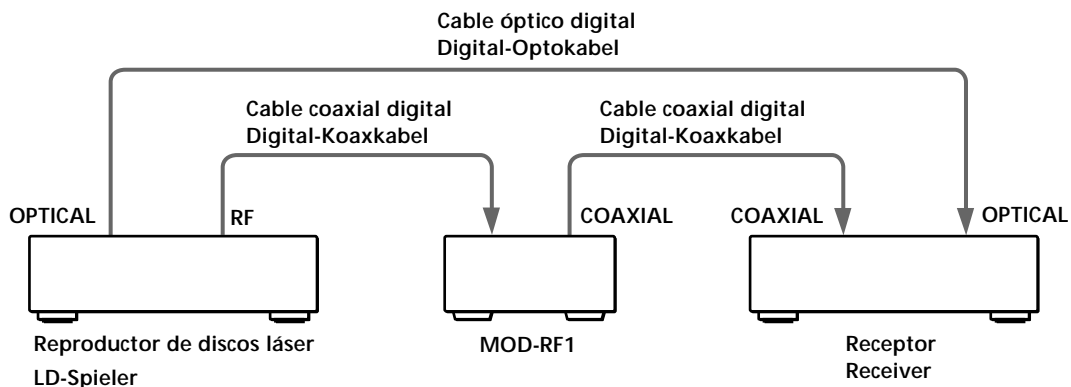 Cable óptico digital
Digital-Optokabel
Cable coaxial digital
Digital-Koaxkabel
Cable coaxial digital
Digital-Koaxkabel
OPTICAL
RF
COAXIAL
COAXIAL
OPTICAL
Reproductor de discos láser
LD-Spieler
MOD-RF1
Receptor
Receiver